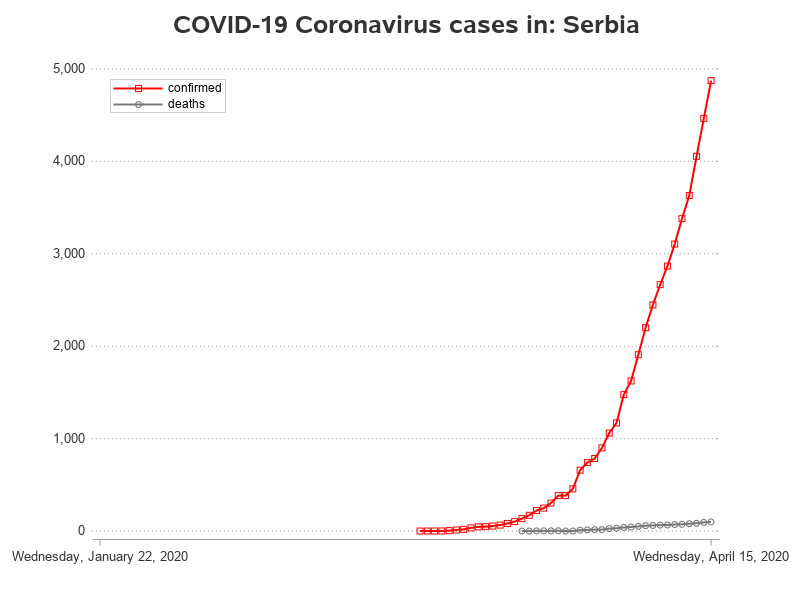 COVID-19 Coronavirus cases in: Serbia
5,000
confirmed
deaths
4,000
3,000
2,000
1,000
0
Wednesday, January 22, 2020
Wednesday, April 15, 2020